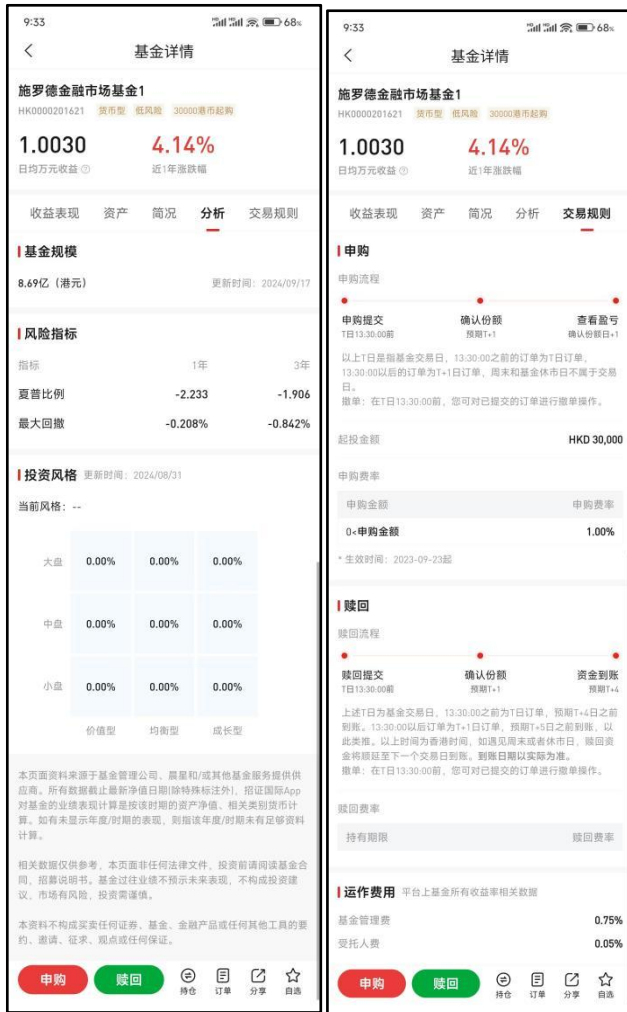 9:33
68%
基金详情
施罗德金融市场基金1
HK0000201621 货币型 低风险 30000港币起购
1.0030 4.14%
日均万元收益 近1年涨跌幅
收益表现 资产 简况 分析 交易规则
基金规模
8.69亿（港元） 更新时间：2024/09/17
风险指标
指标 1年 3年
夏普比例 -2.233 -1.906
最大回撤 -0.208% -0.842%
投资风格 更新时间：2024/08/31
当前风格：--
大盘 0.00% 0.00% 0.00%
中盘 0.00% 0.00% 0.00%
小盘 0.00% 0.00% 0.00%
价值型 均衡型 成长型
本页面资料来源于基金管理公司、晨星和/或其他基金服务提供供
应商。所有数据截止最新净值日期(除特殊标注外)，招证国际App
对基金的业绩表现计算是按该时期的资产净值、相关类别货币计
算。如有未显示年度/时期的表现，则指该年度/时期未有足够资料
计算。
相关数据仅供参考，本页面非任何法律文件，投资前请阅读基金合
同，招募说明书。基金过往业绩不预示未来表现，不构成投资建
议，市场有风险，投资需谨慎。
本资料不构成买卖任何证券、基金、金融产品或任何其他工具的要
约、邀请、征求、观点或任何保证。
申购 赎回 持仓 订单 分享 自选
9:33
68%
基金详情
施罗德金融市场基金1
HK0000201621 货币型 低风险 30000港币起购
1.0030 4.14%
日均万元收益 近1年涨跌幅
收益表现 资产 简况 分析 交易规则
申购
申购流程
申购提交 确认份额 查看盈亏
T日13:30:00前 预期T+1 确认份额日+1
以上T日是指基金交易日，13:30:00之前的订单为T日订单，
13:30:00以后的订单为T+1日订单，周末和基金休市日不属于交易
日。
撤单：在T日13:30:00前，您可对已提交的订单进行撤单操作。
起投金额 HKD 30,000
申购费率
申购金额 申购费率
0<申购金额 1.00%
* 生效时间：2023-09-23起
赎回
赎回流程
赎回提交 确认份额 资金到账
T日13:30:00前 预期T+1 预期T+4
上述T日为基金交易日，13:30:00之前为T日订单，预期T+4日之前
到账。13:30:00以后订单为T+1日订单，预期T+5日之前到账，以
此类推。以上时间为香港时间，如遇见周末或者休市日，赎回资
金将顺延至下一个交易日到账。到账日期以实际为准。
撤单：在T日13:30:00前，您可对已提交的订单进行撤单操作。
赎回费率
持有期限 赎回费率
运作费用 平台上基金所有收益率相关数据
基金管理费 0.75%
受托人费 0.05%
申购 赎回 持仓 订单 分享 自选